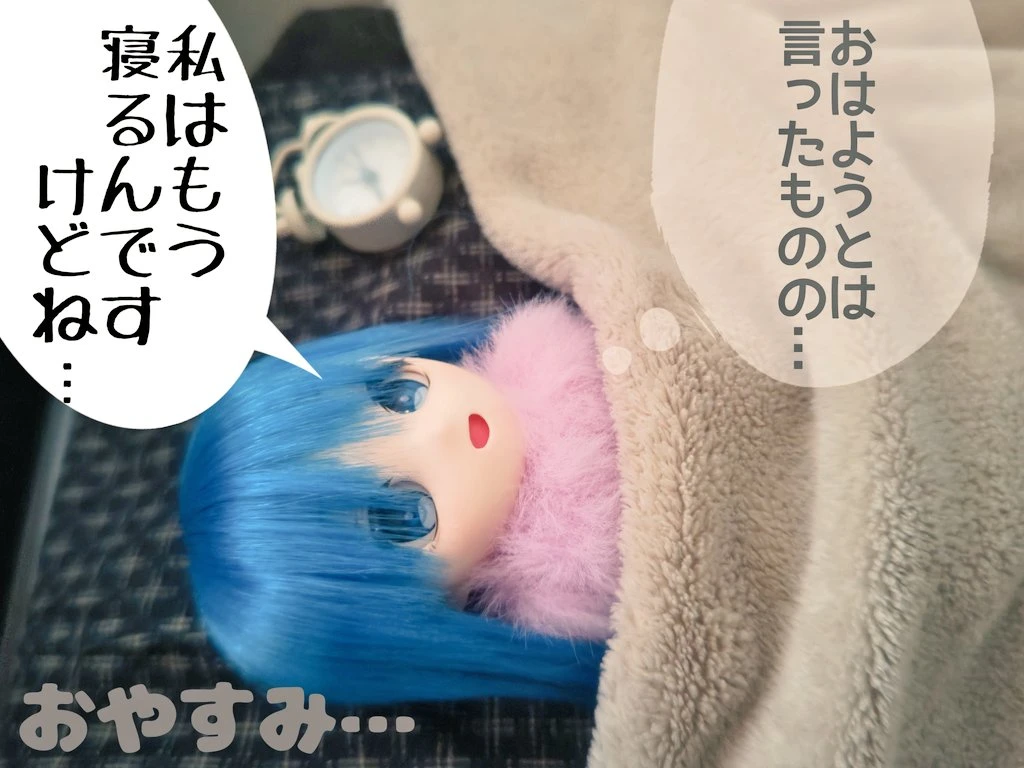 おはようとは
言ったものの…
私はもう
寝るんです
けどね…
おやすみ…